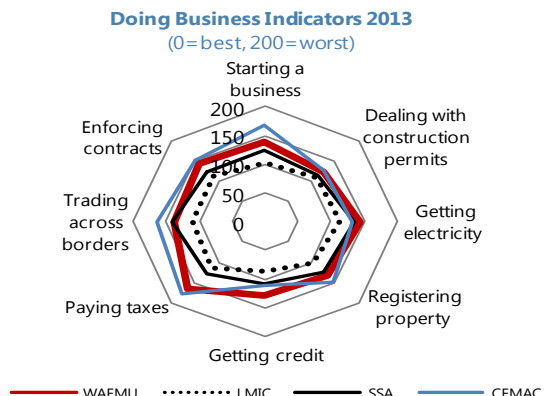 Doing Business Indicators 2013
(0=best, 200=worst)
Starting a
business
200
150
100
50
0
Dealing with
construction
permits
Getting
electricity
Registering
property
Getting credit
Paying taxes
Trading
across
borders
Enforcing
contracts
WAEMU LMIC SSA CEMAC